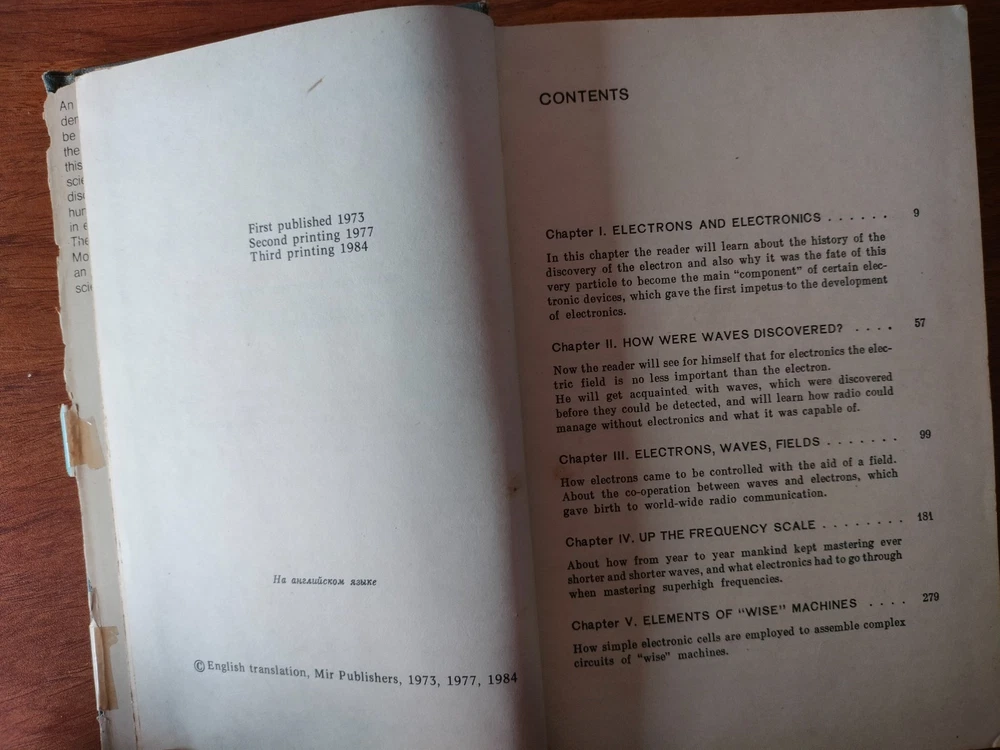 An
be
the
this
in
The
an
First published 1973
Second printing 1977
Third printing 1984
На английском языке
© English translation, Mir Publishers, 1973, 1977, 1984
CONTENTS
Chapter I. ELECTRONS AND ELECTRONICS . . . . . . 9
In this chapter the reader will learn about the history of the
discovery of the electron and also why it was the fate of this
very particle to become the main “component” of certain elec-
tronic devices, which gave the first impetus to the development
of electronics.
Chapter II. HOW WERE WAVES DISCOVERED? . . . . 57
Now the reader will see for himself that for electronics the elec-
tric field is no less important than the electron.
He will get acquainted with waves, which were discovered
before they could be detected, and will learn how radio could
manage without electronics and what it was capable of.
Chapter III. ELECTRONS, WAVES, FIELDS . . . . . . . 99
How electrons came to be controlled with the aid of a field.
About the co-operation between waves and electrons, which
gave birth to world-wide radio communication.
Chapter IV. UP THE FREQUENCY SCALE . . . . . . . . 181
About how from year to year mankind kept mastering ever
shorter and shorter waves, and what electronics had to go through
when mastering superhigh frequencies.
Chapter V. ELEMENTS OF “WISE” MACHINES . . . . 279
How simple electronic cells are employed to assemble complex
circuits of “wise” machines.